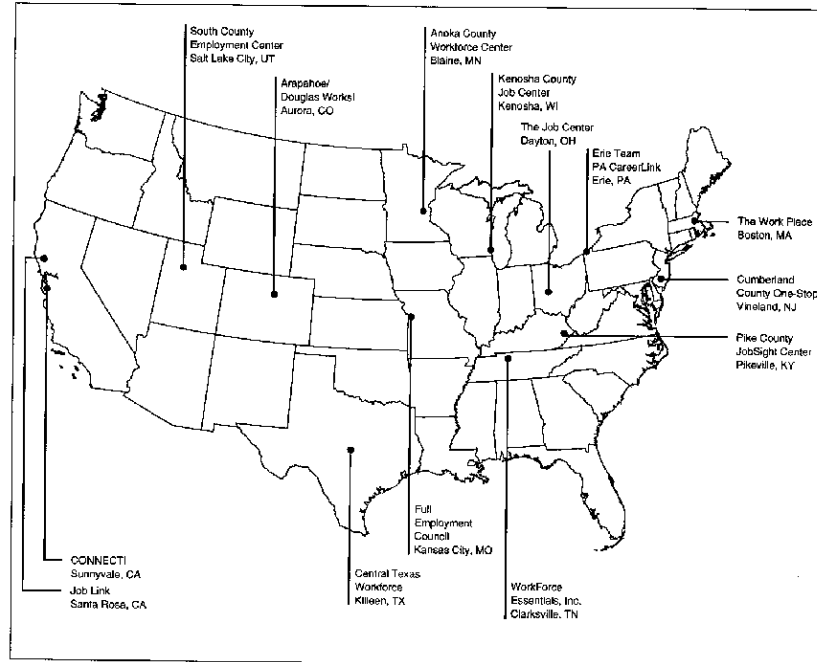 South County
Employment Center
Salt Lake City, UT
Arapahoe/
Douglas Works!
Aurora, CO
Anoka County
Workforce Center
Blaine, MN
Kenosha County
Job Center
Kenosha, WI
The Job Center
Dayton, OH
Erie Team
PA CareerLink
Erie, PA
The Work Place
Boston, MA
Cumberland
County One-Stop
Vineland, NJ
Pike County
JobSight Center
Pikeville, KY
CONNECT!
Sunnyvale, CA
Job Link
Santa Rosa, CA
Central Texas
Workforce
Killeen, TX
Full
Employment
Council
Kansas City, MO
WorkForce
Essentials, Inc.
Clarksville, TN